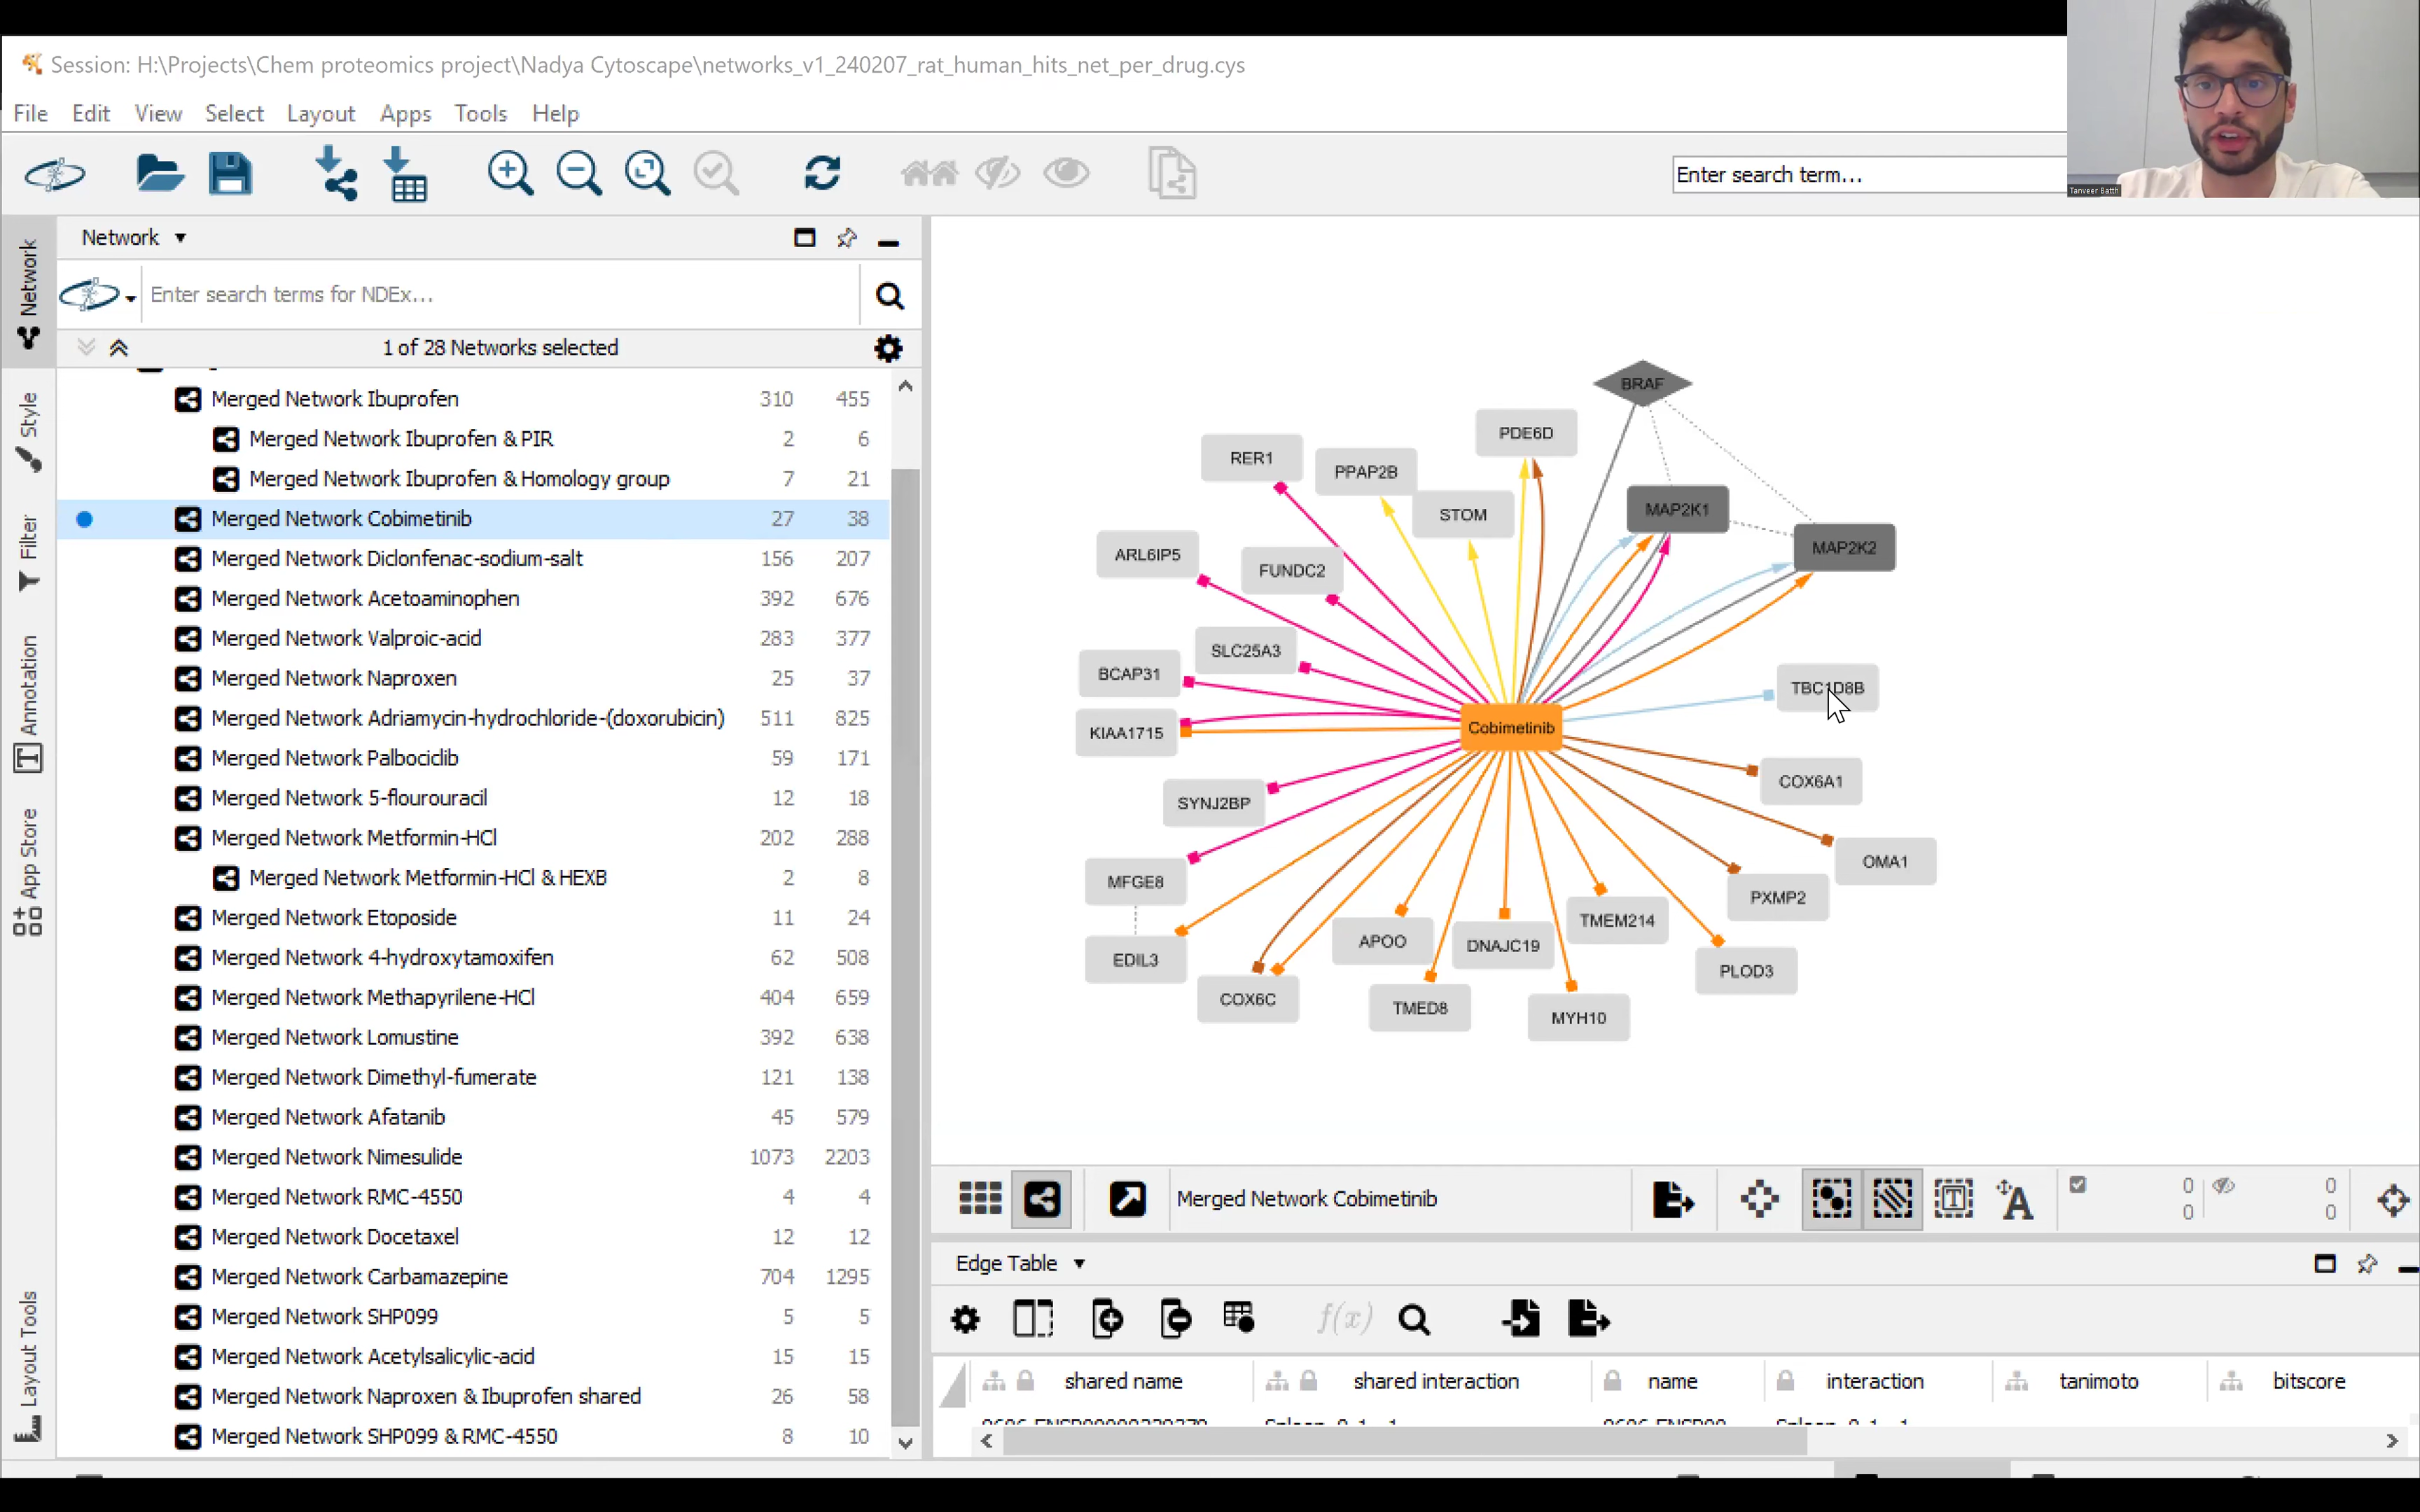 Session: H:\Projects\Chem proteomics project\Nadya Cytoscape\networks_v1_240207_rat_human_hits_net_per_drug.cys
File Edit View Select Layout Apps Tools Help
Enter search term...
Tanveer Batth
Network
Style
Filter
Annotation
App Store
Layout Tools
Network
Enter search terms for NDEx...
1 of 28 Networks selected
Merged Network Ibuprofen 310 455
Merged Network Ibuprofen & PIR 2 6
Merged Network Ibuprofen & Homology group 7 21
Merged Network Cobimetinib 27 38
Merged Network Diclonfenac-sodium-salt 156 207
Merged Network Acetoaminophen 392 676
Merged Network Valproic-acid 283 377
Merged Network Naproxen 25 37
Merged Network Adriamycin-hydrochloride-(doxorubicin) 511 825
Merged Network Palbociclib 59 171
Merged Network 5-flourouracil 12 18
Merged Network Metformin-HCl 202 288
Merged Network Metformin-HCl & HEXB 2 8
Merged Network Etoposide 11 24
Merged Network 4-hydroxytamoxifen 62 508
Merged Network Methapyrilene-HCl 404 659
Merged Network Lomustine 392 638
Merged Network Dimethyl-fumerate 121 138
Merged Network Afatanib 45 579
Merged Network Nimesulide 1073 2203
Merged Network RMC-4550 4 4
Merged Network Docetaxel 12 12
Merged Network Carbamazepine 704 1295
Merged Network SHP099 5 5
Merged Network Acetylsalicylic-acid 15 15
Merged Network Naproxen & Ibuprofen shared 26 58
Merged Network SHP099 & RMC-4550 8 10
BRAF
PDE6D
RER1
PPAP2B
STOM
MAP2K1
MAP2K2
ARL6IP5
FUNDC2
SLC25A3
BCAP31
TBC1D8B
KIAA1715
Cobimetinib
COX6A1
SYNJ2BP
OMA1
MFGE8
PXMP2
TMEM214
APOO
DNAJC19
EDIL3
PLOD3
COX6C
TMED8
MYH10
Merged Network Cobimetinib
0 0
0 0
Edge Table
f(x)
shared name shared interaction name interaction tanimoto bitscore